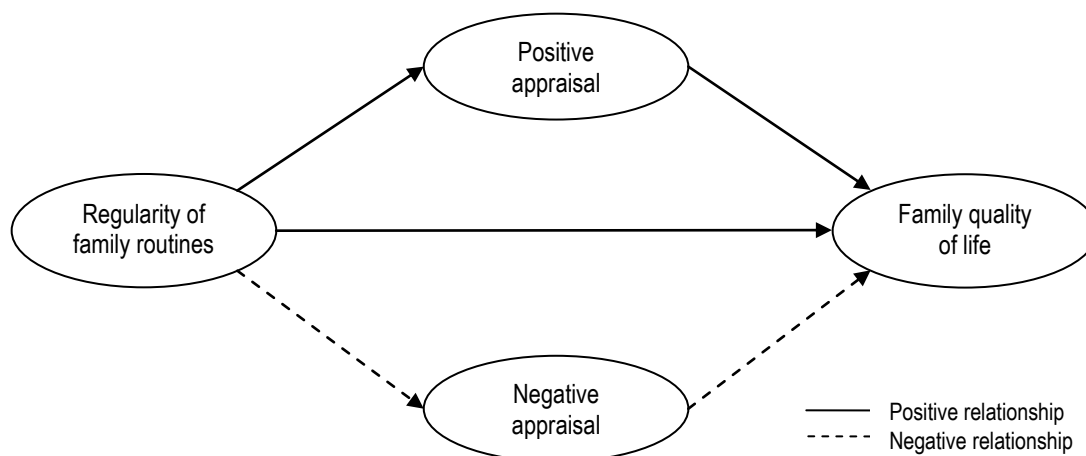 Positive
appraisal
Regularity of
family routines
Family quality
of life
Negative
appraisal
Positive relationship
Negative relationship